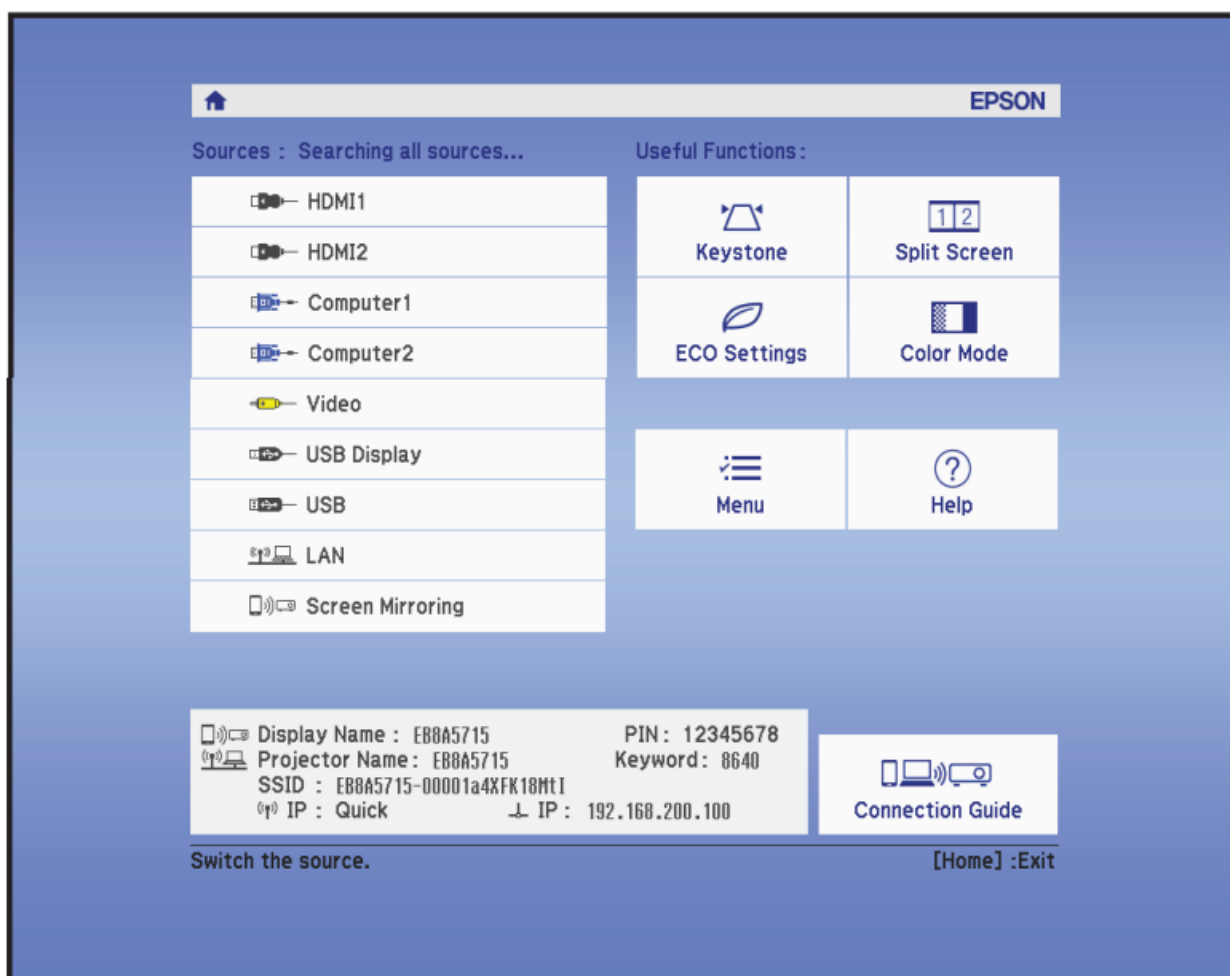 EPSON
Sources : Searching all sources...
HDMI1
HDMI2
Computer1
Computer2
Video
USB Display
USB
LAN
Screen Mirroring
Useful Functions :
Keystone
1 2
Split Screen
ECO Settings
Color Mode
Menu
?
Help
Display Name : EB8A5715 PIN : 12345678
Projector Name : EB8A5715 Keyword : 8640
SSID : EB8A5715-00001a4XFK18MtI
IP : Quick IP : 192.168.200.100
Connection Guide
Switch the source. [Home] :Exit